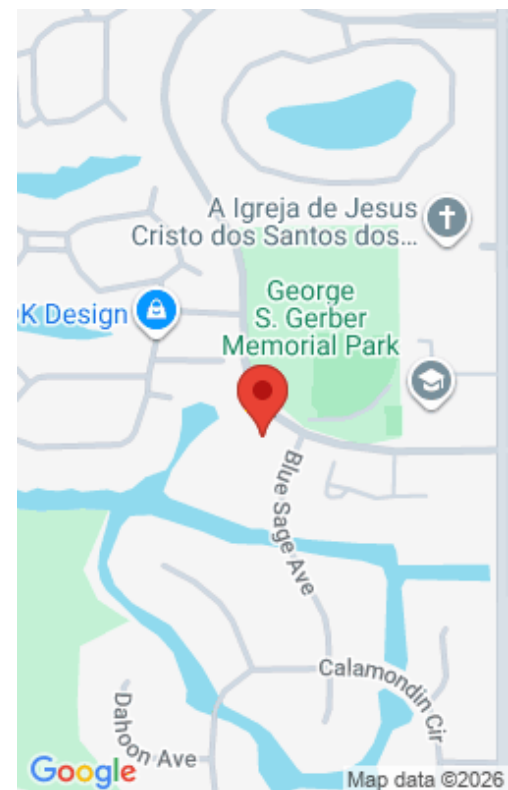 A Igreja de Jesus
Cristo dos Santos dos...
K Design
George
S. Gerber
Memorial Park
Blue Sage Ave
Calamondin Cir
Dahoon Ave
Google
Map data ©2026